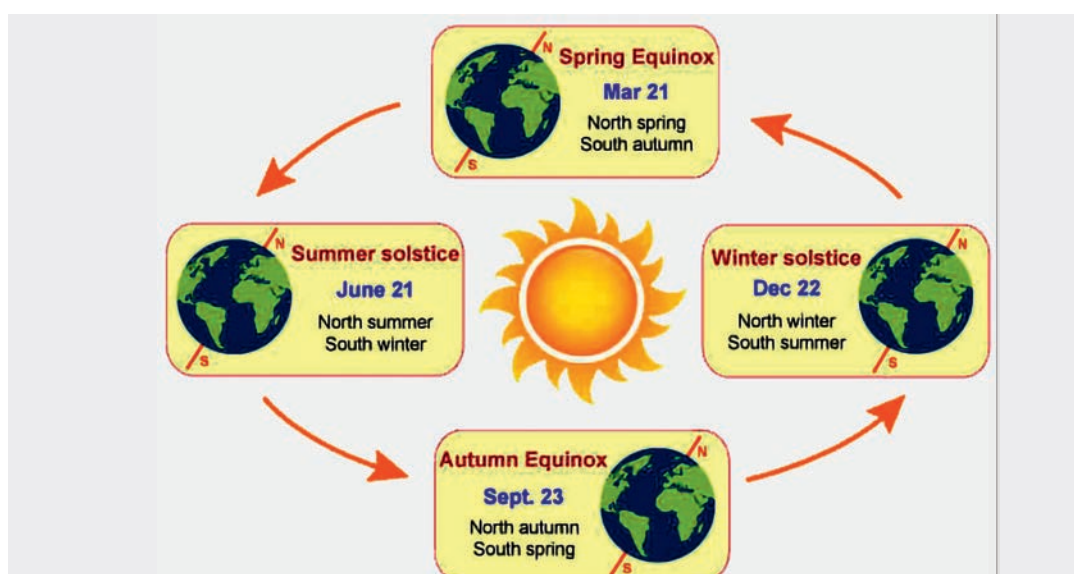 N
Spring Equinox
Mar 21
North spring
South autumn
S
N
Summer solstice
June 21
North summer
South winter
S
Winter solstice
Dec 22
North winter
South summer
N
S
Autumn Equinox
Sept. 23
North autumn
South spring
N
S